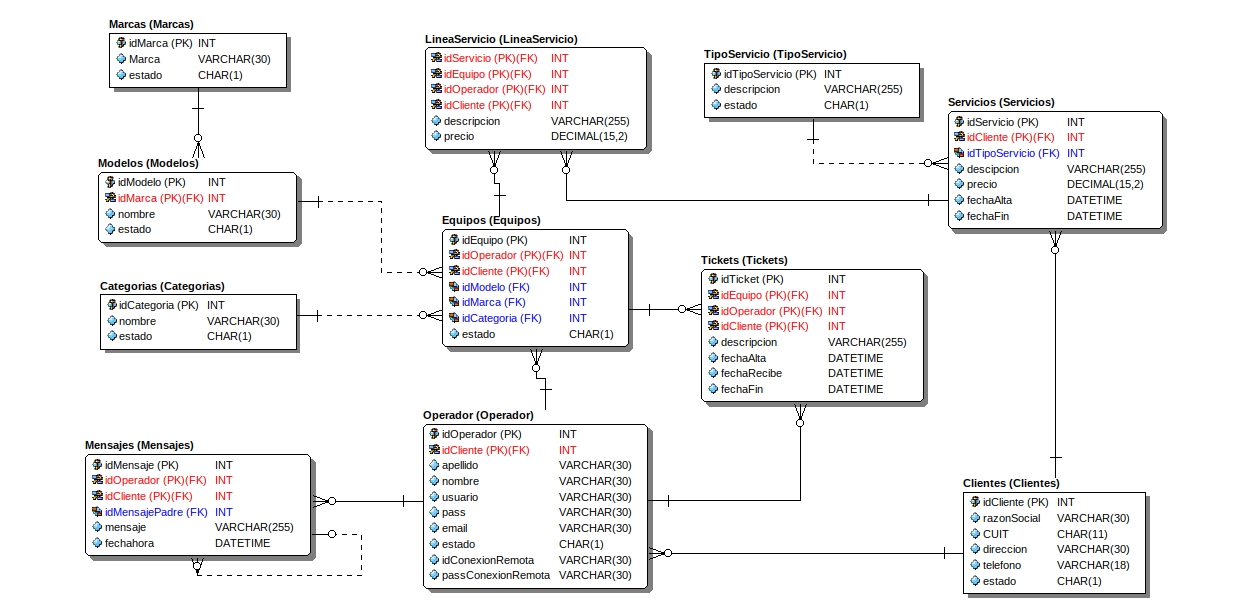 Marcas (Marcas)
idMarca (PK) INT
Marca VARCHAR(30)
estado CHAR(1)
LineaServicio (LineaServicio)
idServicio (PK)(FK) INT
idEquipo (PK)(FK) INT
idOperador (PK)(FK) INT
idCliente (PK)(FK) INT
descripcion VARCHAR(255)
precio DECIMAL(15,2)
TipoServicio (TipoServicio)
idTipoServicio (PK) INT
descripcion VARCHAR(255)
estado CHAR(1)
Servicios (Servicios)
idServicio (PK) INT
idCliente (PK)(FK) INT
idTipoServicio (FK) INT
descipcion VARCHAR(255)
precio DECIMAL(15,2)
fechaAlta DATETIME
fechaFin DATETIME
Modelos (Modelos)
idModelo (PK) INT
idMarca (PK)(FK) INT
nombre VARCHAR(30)
estado CHAR(1)
Equipos (Equipos)
idEquipo (PK) INT
idOperador (PK)(FK) INT
idCliente (PK)(FK) INT
idModelo (FK) INT
idMarca (FK) INT
idCategoria (FK) INT
estado CHAR(1)
Tickets (Tickets)
idTicket (PK) INT
idEquipo (PK)(FK) INT
idOperador (PK)(FK) INT
idCliente (PK)(FK) INT
descripcion VARCHAR(255)
fechaAlta DATETIME
fechaRecibe DATETIME
fechaFin DATETIME
Categorias (Categorias)
idCategoria (PK) INT
nombre VARCHAR(30)
estado CHAR(1)
Operador (Operador)
idOperador (PK) INT
idCliente (PK)(FK) INT
apellido VARCHAR(30)
nombre VARCHAR(30)
usuario VARCHAR(30)
pass VARCHAR(30)
email VARCHAR(30)
estado CHAR(1)
idConexionRemota VARCHAR(30)
passConexionRemota VARCHAR(30)
Mensajes (Mensajes)
idMensaje (PK) INT
idOperador (PK)(FK) INT
idCliente (PK)(FK) INT
idMensajePadre (FK) INT
mensaje VARCHAR(255)
fechahora DATETIME
Clientes (Clientes)
idCliente (PK) INT
razonSocial VARCHAR(30)
CUIT CHAR(11)
direccion VARCHAR(30)
telefono VARCHAR(18)
estado CHAR(1)